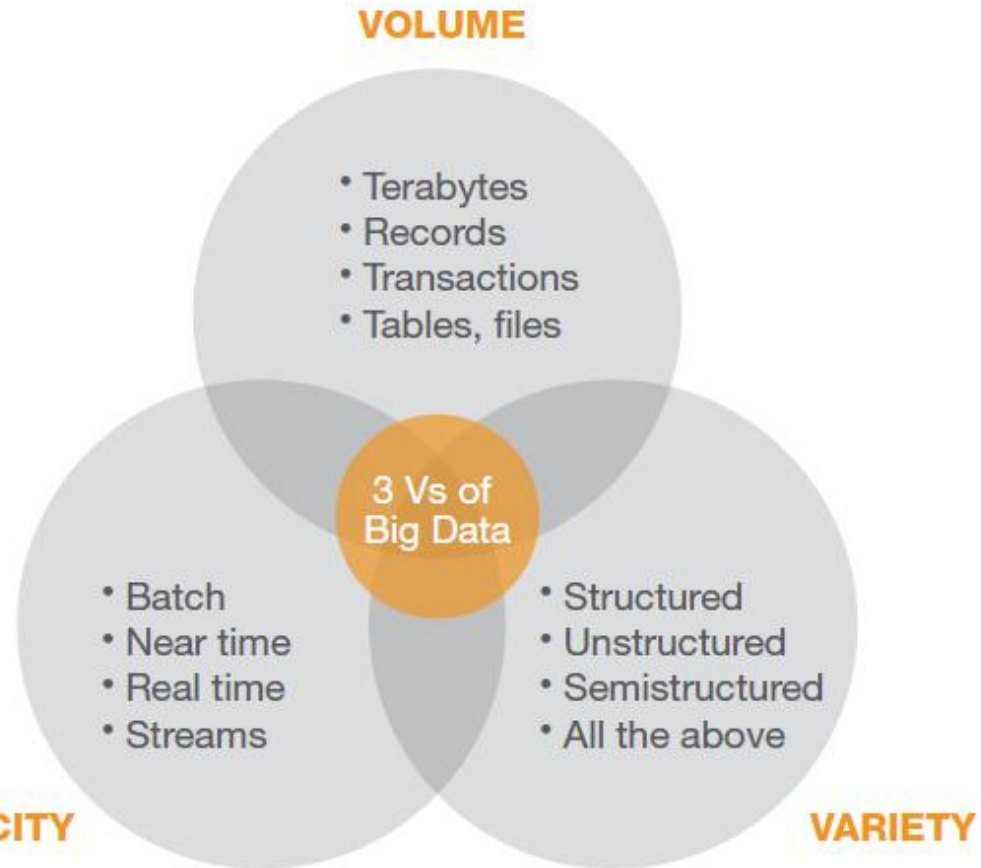 VOLUME
• Terabytes
• Records
• Transactions
• Tables, files
3 Vs of
Big Data
• Batch
• Near time
• Real time
• Streams
• Structured
• Unstructured
• Semistructured
• All the above
CITY
VARIETY